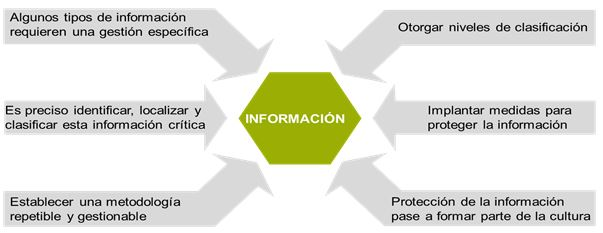 Algunos tipos de información
requieren una gestión específica
Otorgar niveles de clasificación
Es preciso identificar, localizar y
clasificar esta información crítica
INFORMACIÓN
Implantar medidas para
proteger la información
Establecer una metodología
repetible y gestionable
Protección de la información
pase a formar parte de la cultura